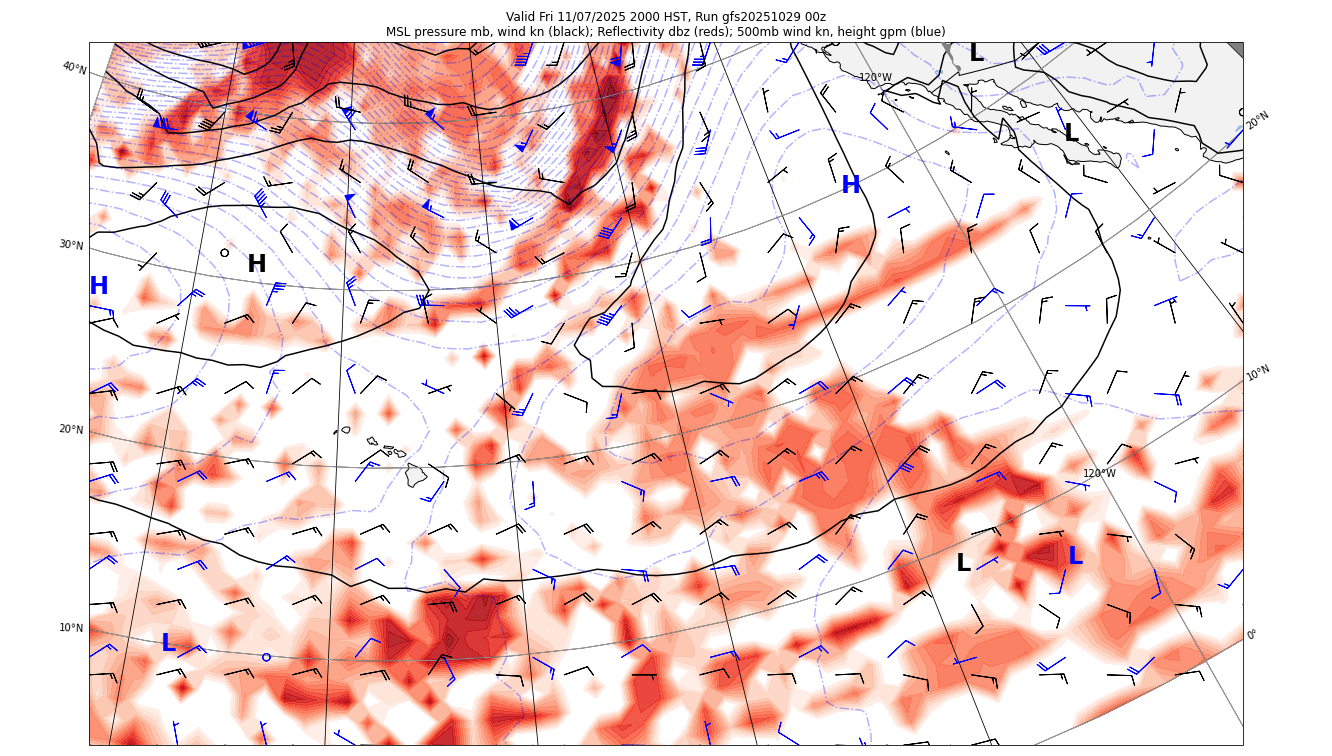 Valid Fri 11/07/2025 2000 HST, Run gfs20251029 00z
MSL pressure mb, wind kn (black); Reflectivity dbz (reds); 500mb wind kn, height gpm (blue)
L
40°N
120°W
20°N
L
H
30°N
H
H
10°N
20°N
120°W
L
L
10°N
0°
L